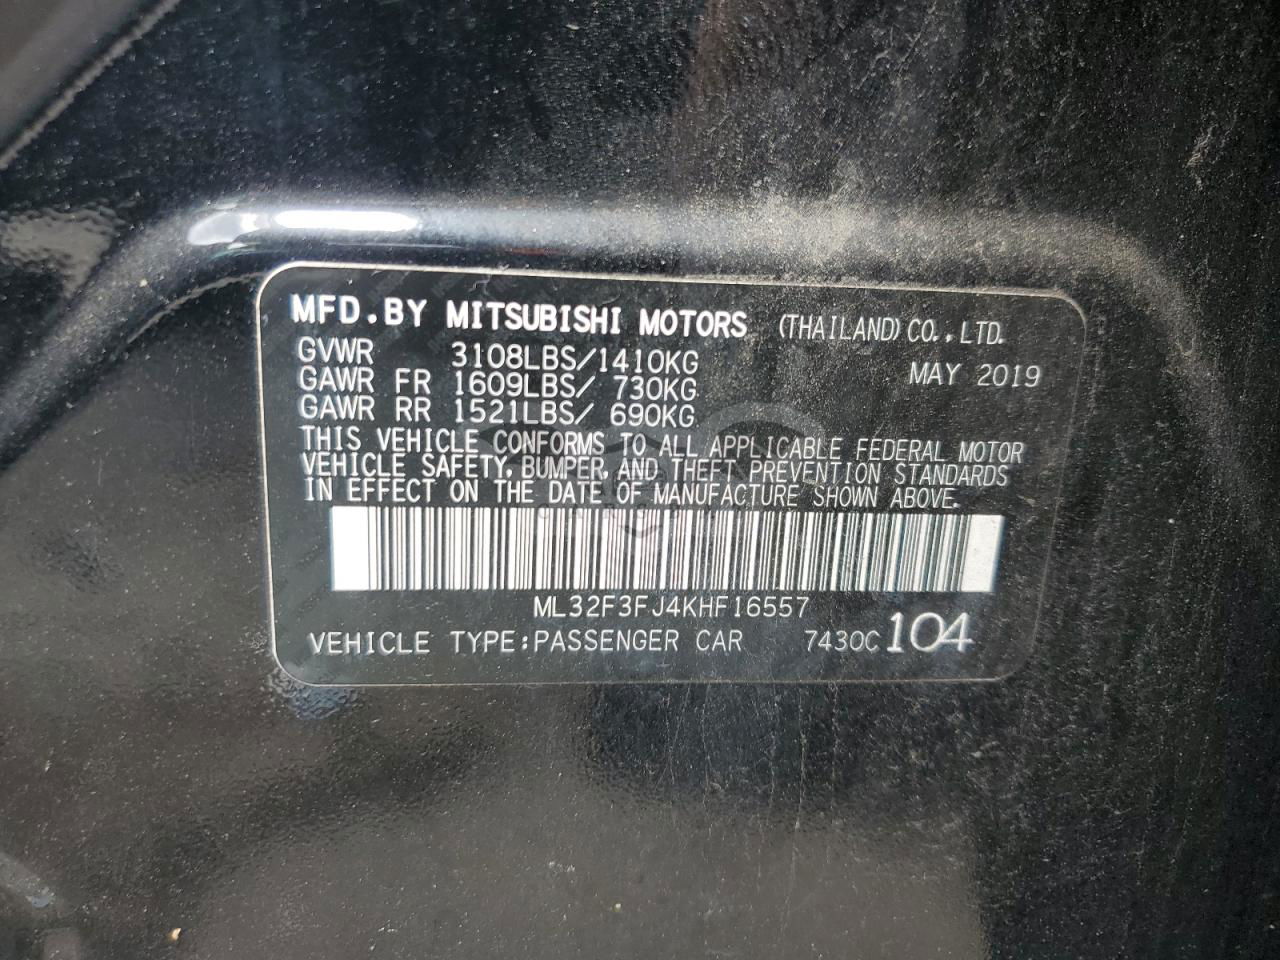 MFD.BY MITSUBISHI MOTORS (THAILAND) CO., LTD.
GVWR 3108LBS/1410KG MAY 2019
GAWR FR 1609LBS/ 730KG
GAWR RR 1521LBS/ 690KG
THIS VEHICLE CONFORMS TO ALL APPLICABLE FEDERAL MOTOR
VEHICLE SAFETY, BUMPER, AND THEFT PREVENTION STANDARDS
IN EFFECT ON THE DATE OF MANUFACTURE SHOWN ABOVE.
ML32F3FJ4KHF16557
VEHICLE TYPE:PASSENGER CAR 7430C 104